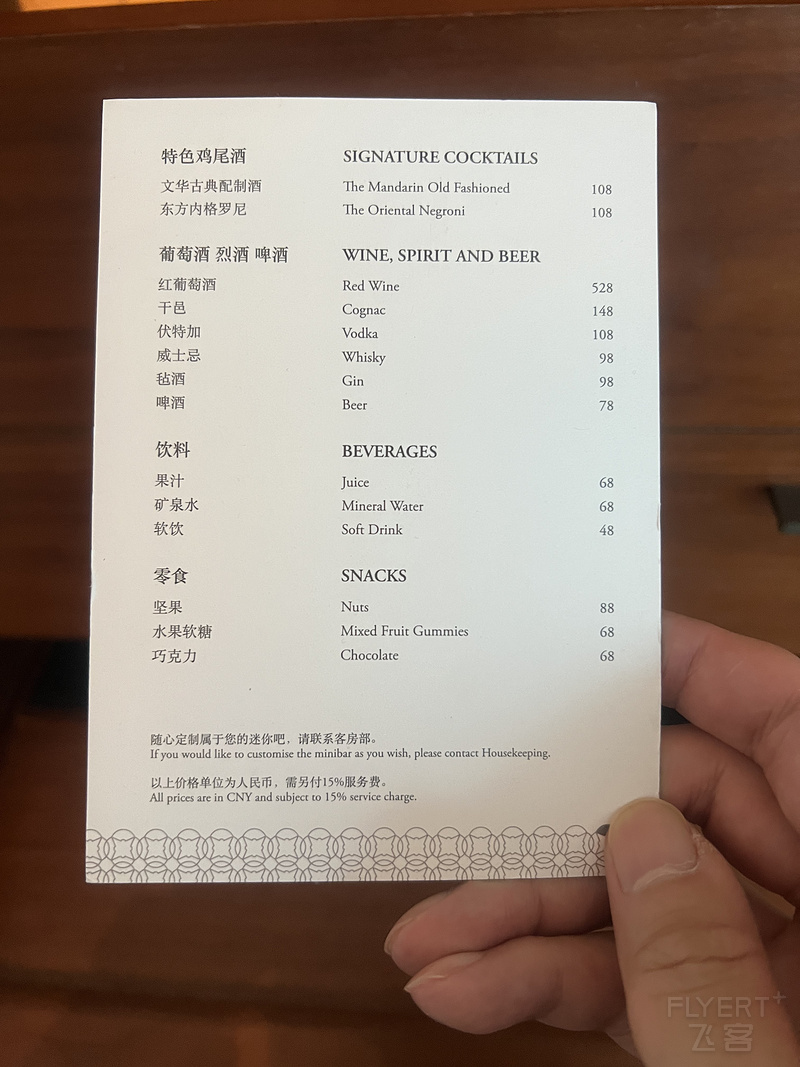 特色鸡尾酒 SIGNATURE COCKTAILS
文华古典配制酒 The Mandarin Old Fashioned 108
东方内格罗尼 The Oriental Negroni 108
葡萄酒 烈酒 啤酒 WINE, SPIRIT AND BEER
红葡萄酒 Red Wine 528
干邑 Cognac 148
伏特加 Vodka 108
威士忌 Whisky 98
毡酒 Gin 98
啤酒 Beer 78
饮料 BEVERAGES
果汁 Juice 68
矿泉水 Mineral Water 68
软饮 Soft Drink 48
零食 SNACKS
坚果 Nuts 88
水果软糖 Mixed Fruit Gummies 68
巧克力 Chocolate 68
随心定制属于您的迷你吧，请联系客房部。
If you would like to customise the minibar as you wish, please contact Housekeeping.
以上价格单位为人民币，需另付15%服务费。
All prices are in CNY and subject to 15% service charge.
FLYERT+
飞客